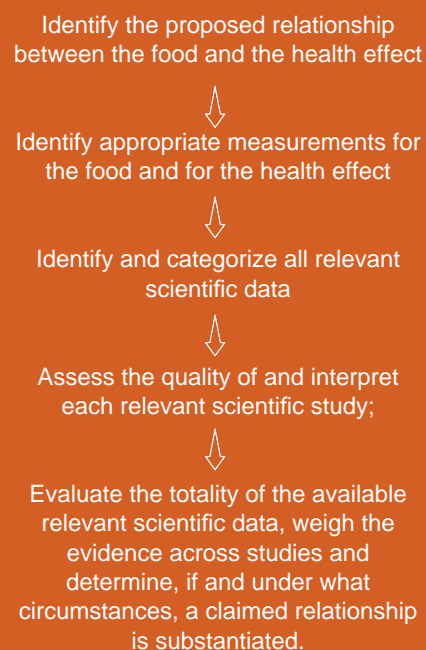 Identify the proposed relationship
between the food and the health effect
Identify appropriate measurements for
the food and for the health effect
Identify and categorize all relevant
scientific data
Assess the quality of and interpret
each relevant scientific study;
Evaluate the totality of the available
relevant scientific data, weigh the
evidence across studies and
determine, if and under what
circumstances, a claimed relationship
is substantiated.